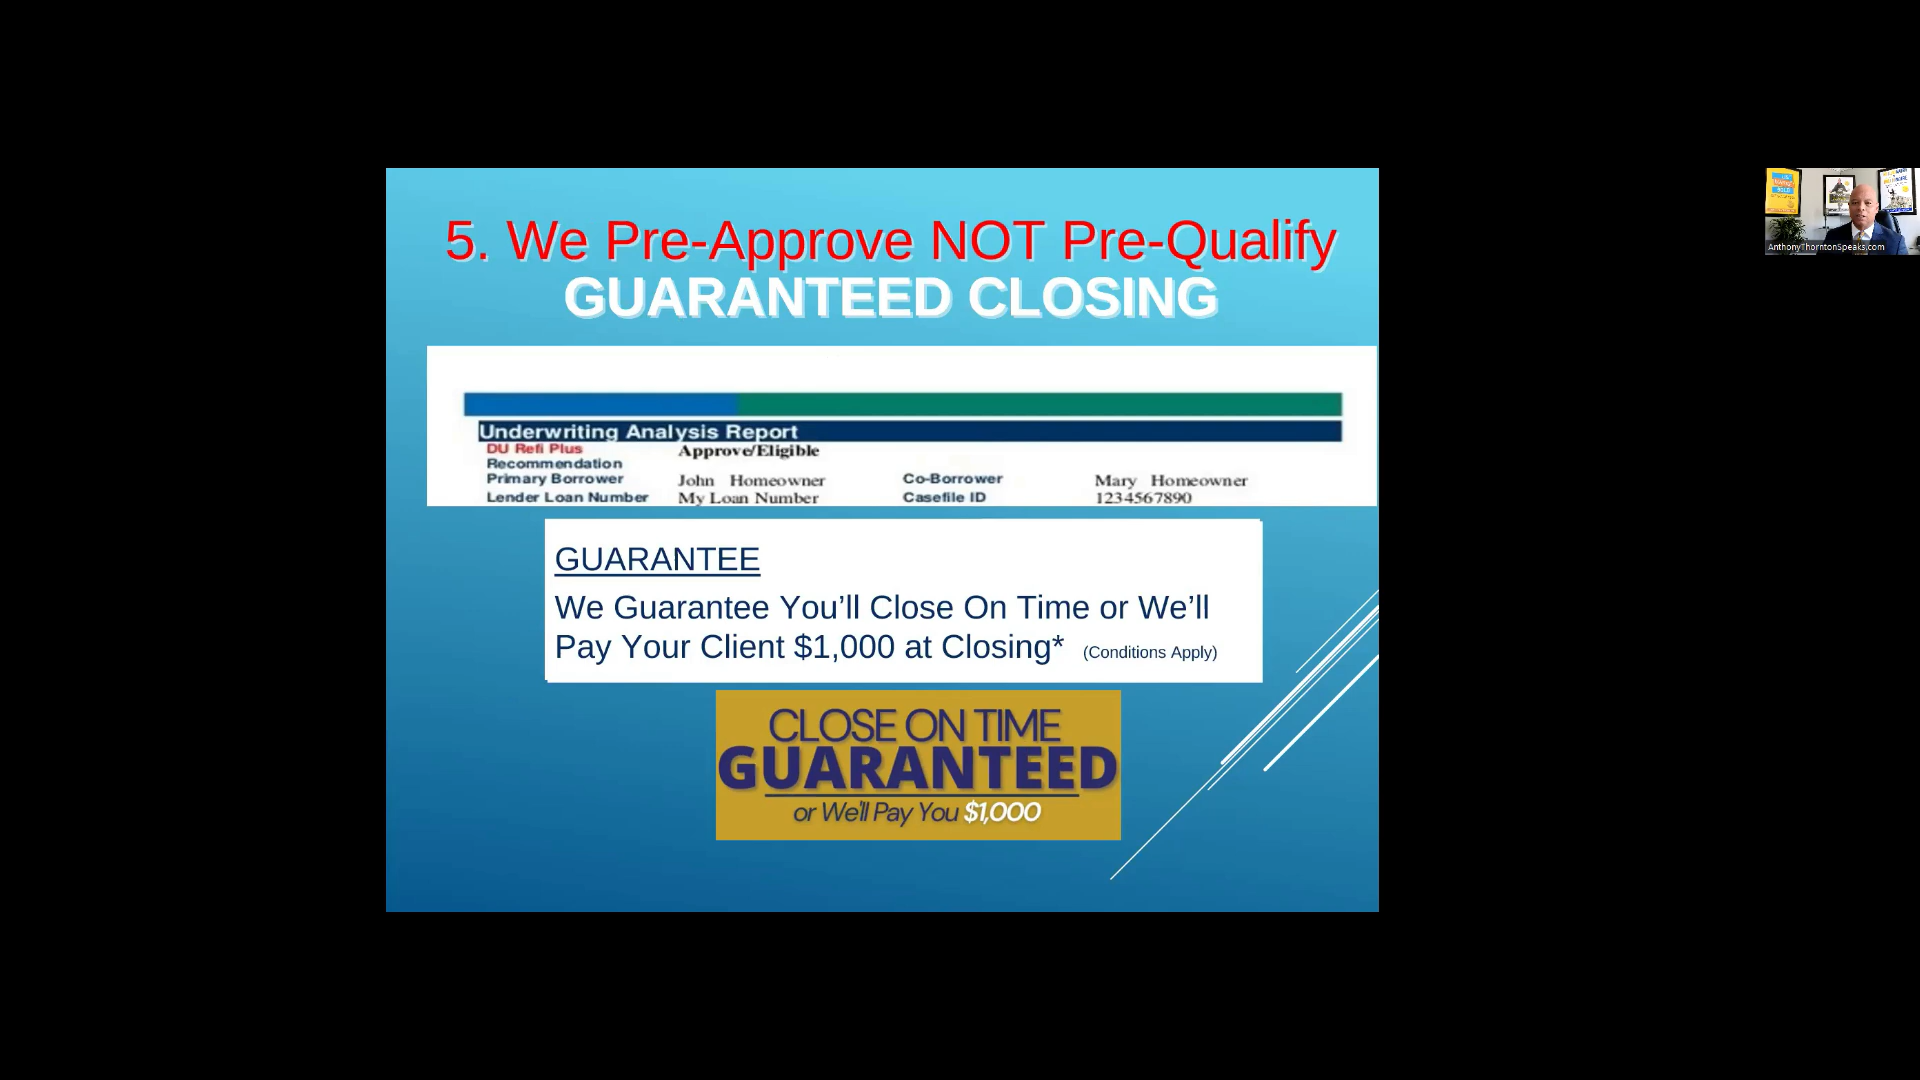 5. We Pre-Approve NOT Pre-Qualify
GUARANTEED CLOSING
Underwriting Analysis Report
DU Refi Plus
Recommendation
Approve/Eligible
Primary Borrower
John Homeowner
Co-Borrower
Mary Homeowner
Lender Loan Number
My Loan Number
Casefile ID
1234567890
GUARANTEE
We Guarantee You’ll Close On Time or We’ll
Pay Your Client $1,000 at Closing* (Conditions Apply)
CLOSE ON TIME
GUARANTEED
or We'll Pay You $1,000
AnthonyThorntonSpeaks.com